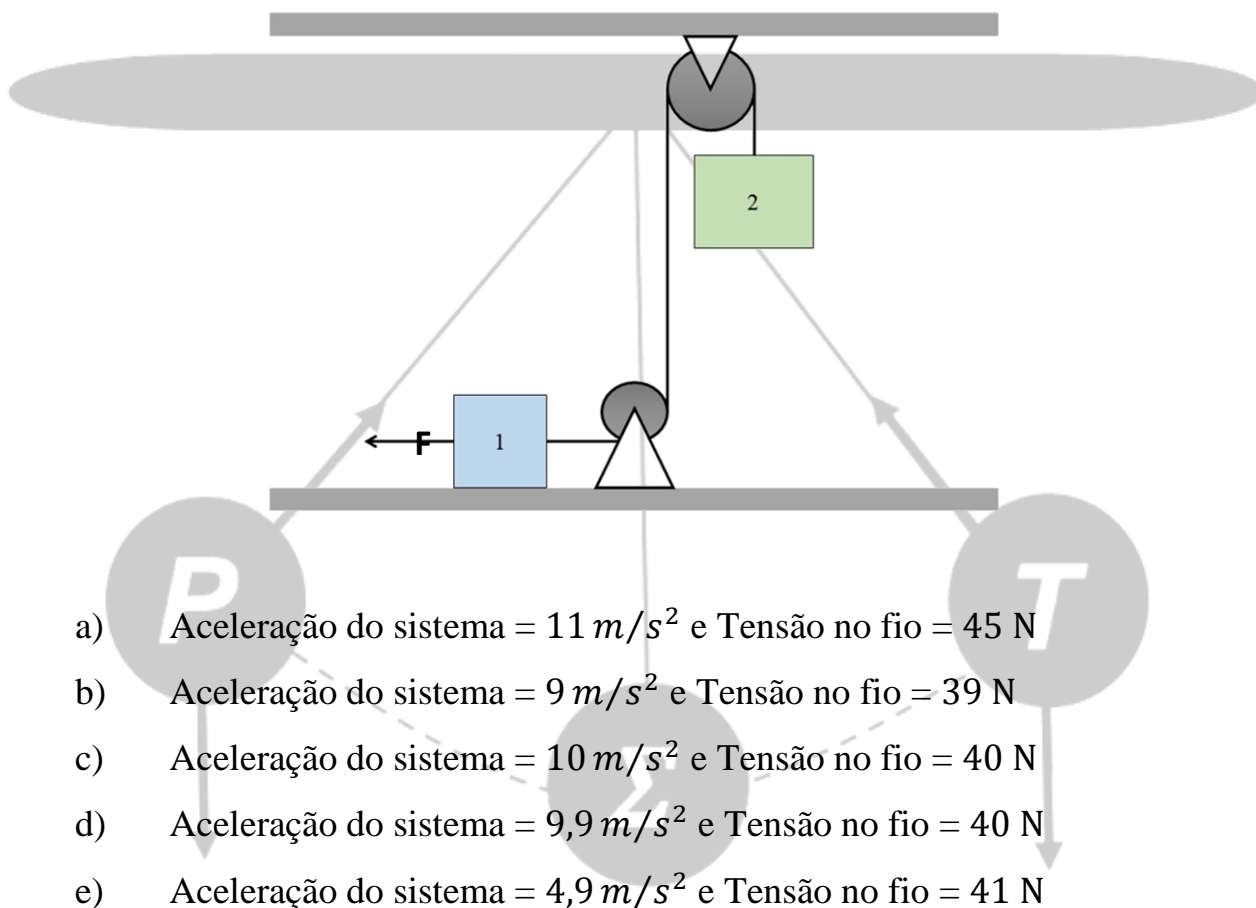 2
F
1
P
T
Σ
a) Aceleração do sistema = 11 m/s² e Tensão no fio = 45 N
b) Aceleração do sistema = 9 m/s² e Tensão no fio = 39 N
c) Aceleração do sistema = 10 m/s² e Tensão no fio = 40 N
d) Aceleração do sistema = 9,9 m/s² e Tensão no fio = 40 N
e) Aceleração do sistema = 4,9 m/s² e Tensão no fio = 41 N